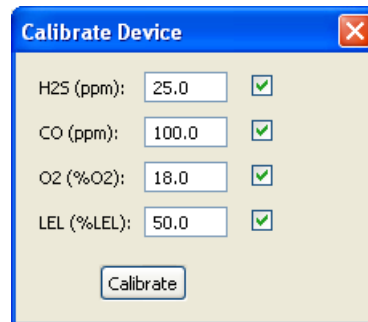 Calibrate Device
H2S (ppm): 25.0
CO (ppm): 100.0
O2 (%O2): 18.0
LEL (%LEL): 50.0
Calibrate